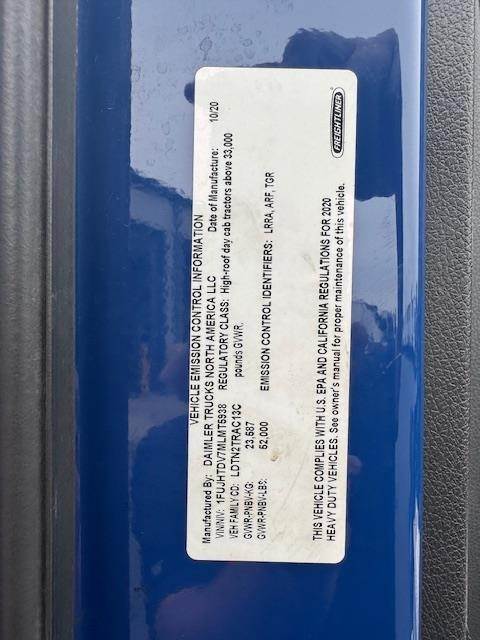 VEHICLE EMISSION CONTROL INFORMATION
Manufactured By: DAIMLER TRUCKS NORTH AMERICA LLC Date of Manufacture: 10/20
VIN/NIV: 1FUJHTDV7MLMT5938 REGULATORY CLASS: High-roof day cab tractors above 33,000
VEH FAMILY CD: LDTN2TRAC13C pounds GVWR.
GVWR-PNBV-KG: 23,587
GVWR-PNBV-LBS: 52,000 EMISSION CONTROL IDENTIFIERS: LRRA, ARF, TGR
THIS VEHICLE COMPLIES WITH U.S. EPA AND CALIFORNIA REGULATIONS FOR 2020
HEAVY DUTY VEHICLES. See owner's manual for proper maintenance of this vehicle.
FREIGHTLINER